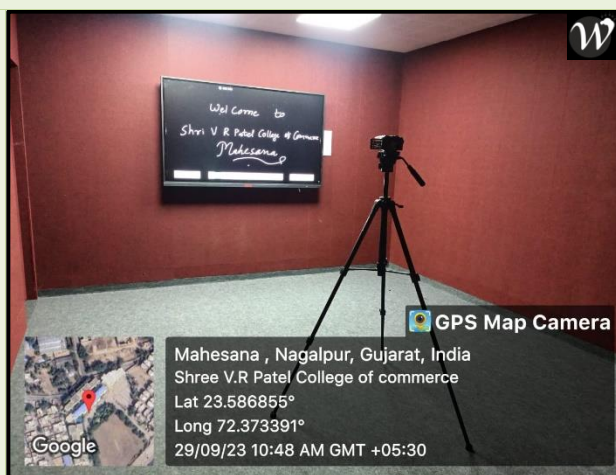 W
Wel Come to
Shri V R Patel College of Commerce
Mahesana
GPS Map Camera
Mahesana , Nagalpur, Gujarat, India
Shree V.R Patel College of commerce
Lat 23.586855°
Long 72.373391°
29/09/23 10:48 AM GMT +05:30
Google